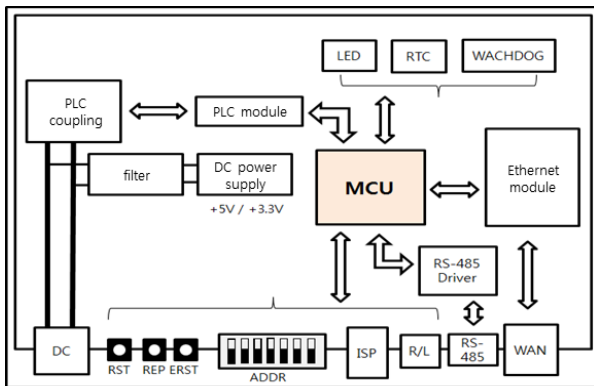 LED
RTC
WACHDOG
PLC
coupling
PLC module
MCU
Ethernet
module
filter
DC power
supply
+5V / +3.3V
RS-485
Driver
DC
RST
REP
ERST
ADDR
ISP
R/L
RS-
485
WAN